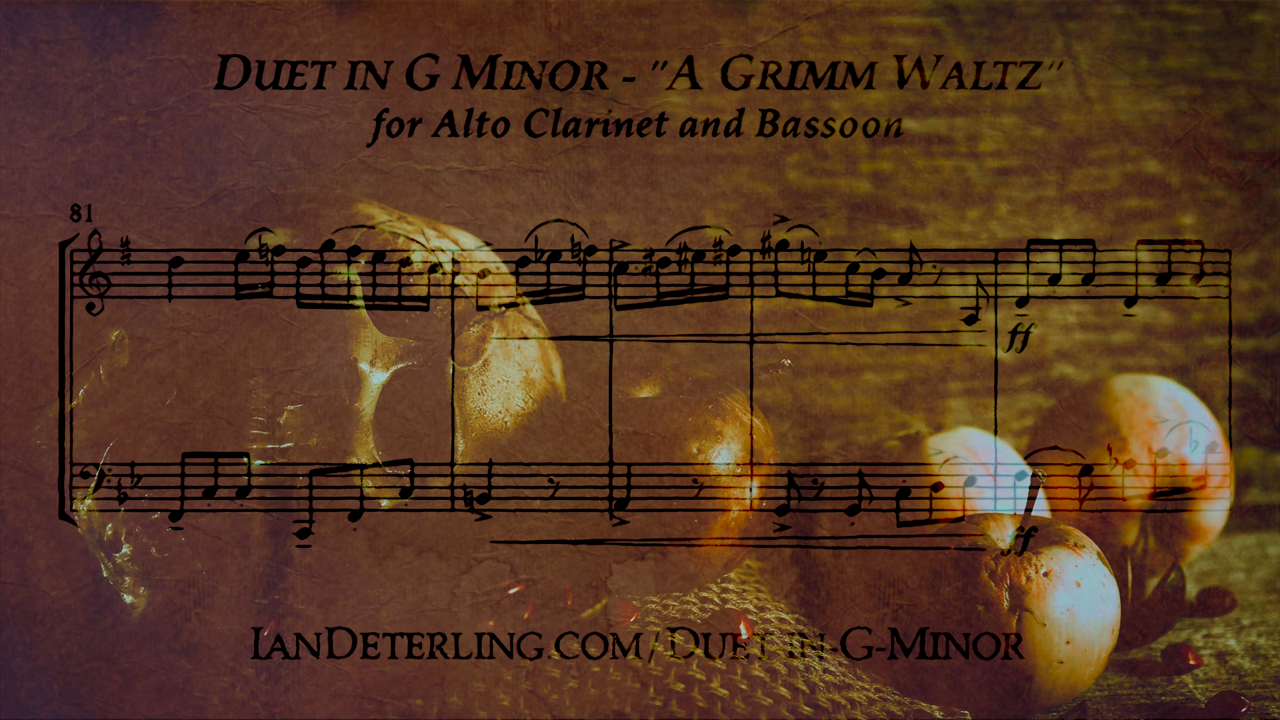 Duet in G Minor - "A Grimm Waltz"
for Alto Clarinet and Bassoon
81
ff
ff
IanDeterling.com/Duet-in-G-Minor